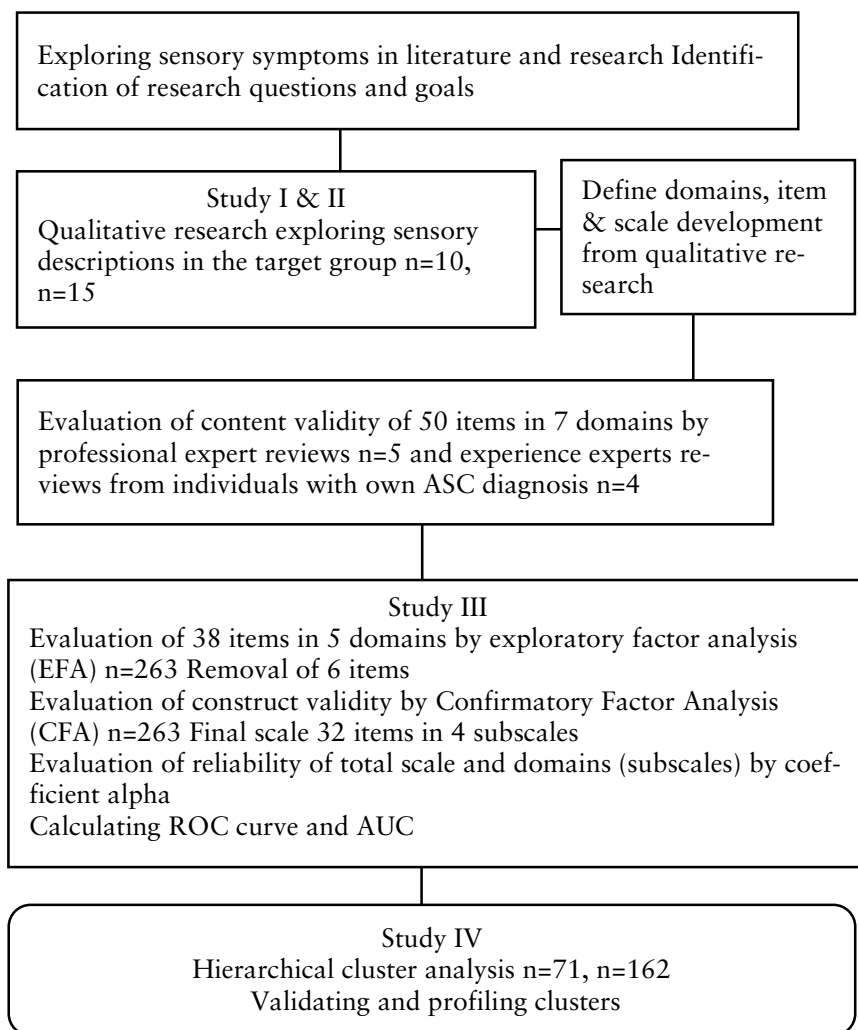 Exploring sensory symptoms in literature and research Identifi-
cation of research questions and goals
Study I & II
Qualitative research exploring sensory
descriptions in the target group n=10,
n=15
Define domains, item
& scale development
from qualitative re-
search
Evaluation of content validity of 50 items in 7 domains by
professional expert reviews n=5 and experience experts re-
views from individuals with own ASC diagnosis n=4
Study III
Evaluation of 38 items in 5 domains by exploratory factor analysis
(EFA) n=263 Removal of 6 items
Evaluation of construct validity by Confirmatory Factor Analysis
(CFA) n=263 Final scale 32 items in 4 subscales
Evaluation of reliability of total scale and domains (subscales) by coef-
ficient alpha
Calculating ROC curve and AUC
Study IV
Hierarchical cluster analysis n=71, n=162
Validating and profiling clusters